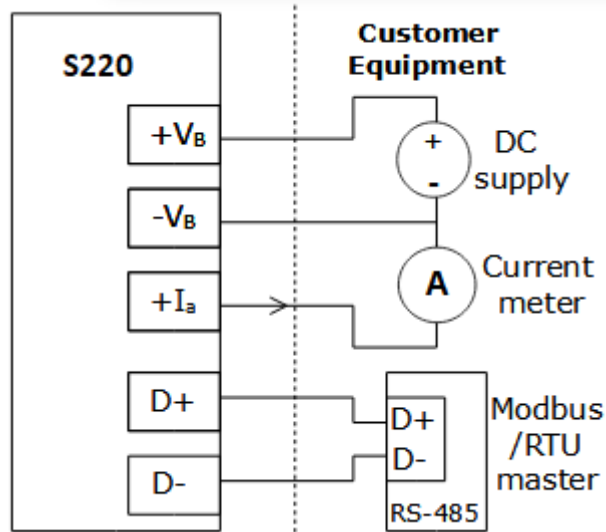 S220
Customer
Equipment
+VB
+
-
DC
supply
-VB
A
Current
meter
+Ia
D+
D-
D+
D-
RS-485
Modbus
/RTU
master